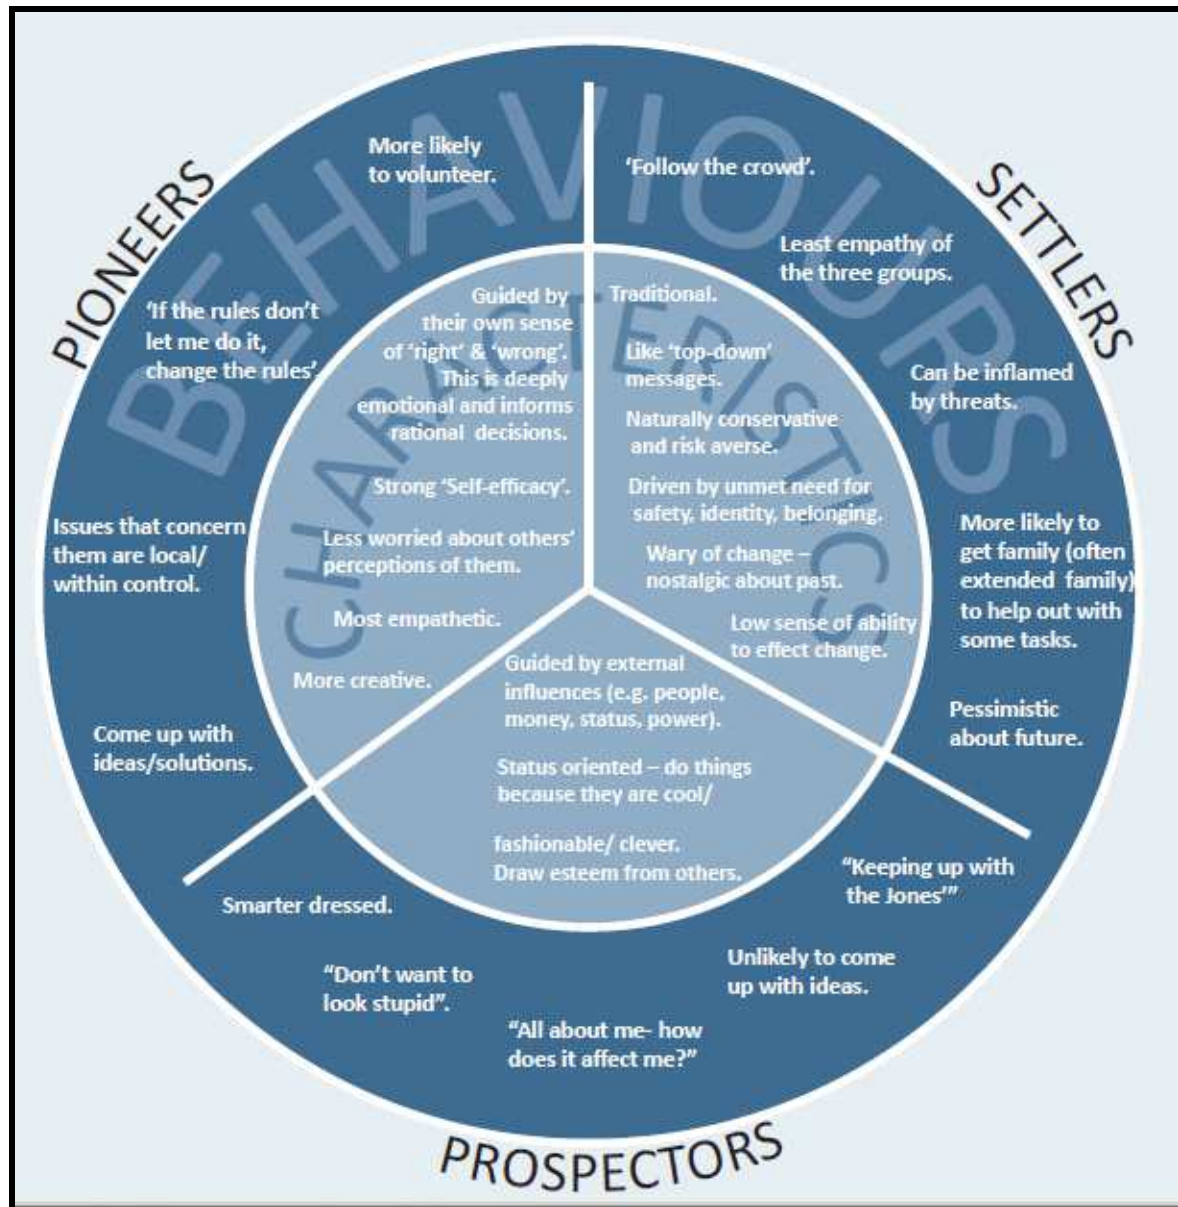 BEHAVIOURS
CHARACTERISTICS
PIONEERS
More likely
to volunteer.
‘If the rules don’t
let me do it,
change the rules’.
Issues that concern
them are local/
within control.
Come up with
ideas/solutions.
Guided by
their own sense
of ‘right’ & ‘wrong’.
This is deeply
emotional and informs
rational decisions.
Strong ‘Self-efficacy’.
Less worried about others’
perceptions of them.
Most empathetic.
More creative.
SETTLERS
‘Follow the crowd’.
Least empathy of
the three groups.
Can be inflamed
by threats.
More likely to
get family (often
extended family)
to help out with
some tasks.
Pessimistic
about future.
Traditional.
Like ‘top-down’
messages.
Naturally conservative
and risk averse.
Driven by unmet need for
safety, identity, belonging.
Wary of change –
nostalgic about past.
Low sense of ability
to effect change.
PROSPECTORS
Guided by external
influences (e.g. people,
money, status, power).
Status oriented – do things
because they are cool/
fashionable/ clever.
Draw esteem from others.
Smarter dressed.
“Don’t want to
look stupid”.
“All about me- how
does it affect me?”
Unlikely to come
up with ideas.
“Keeping up with
the Jones’”